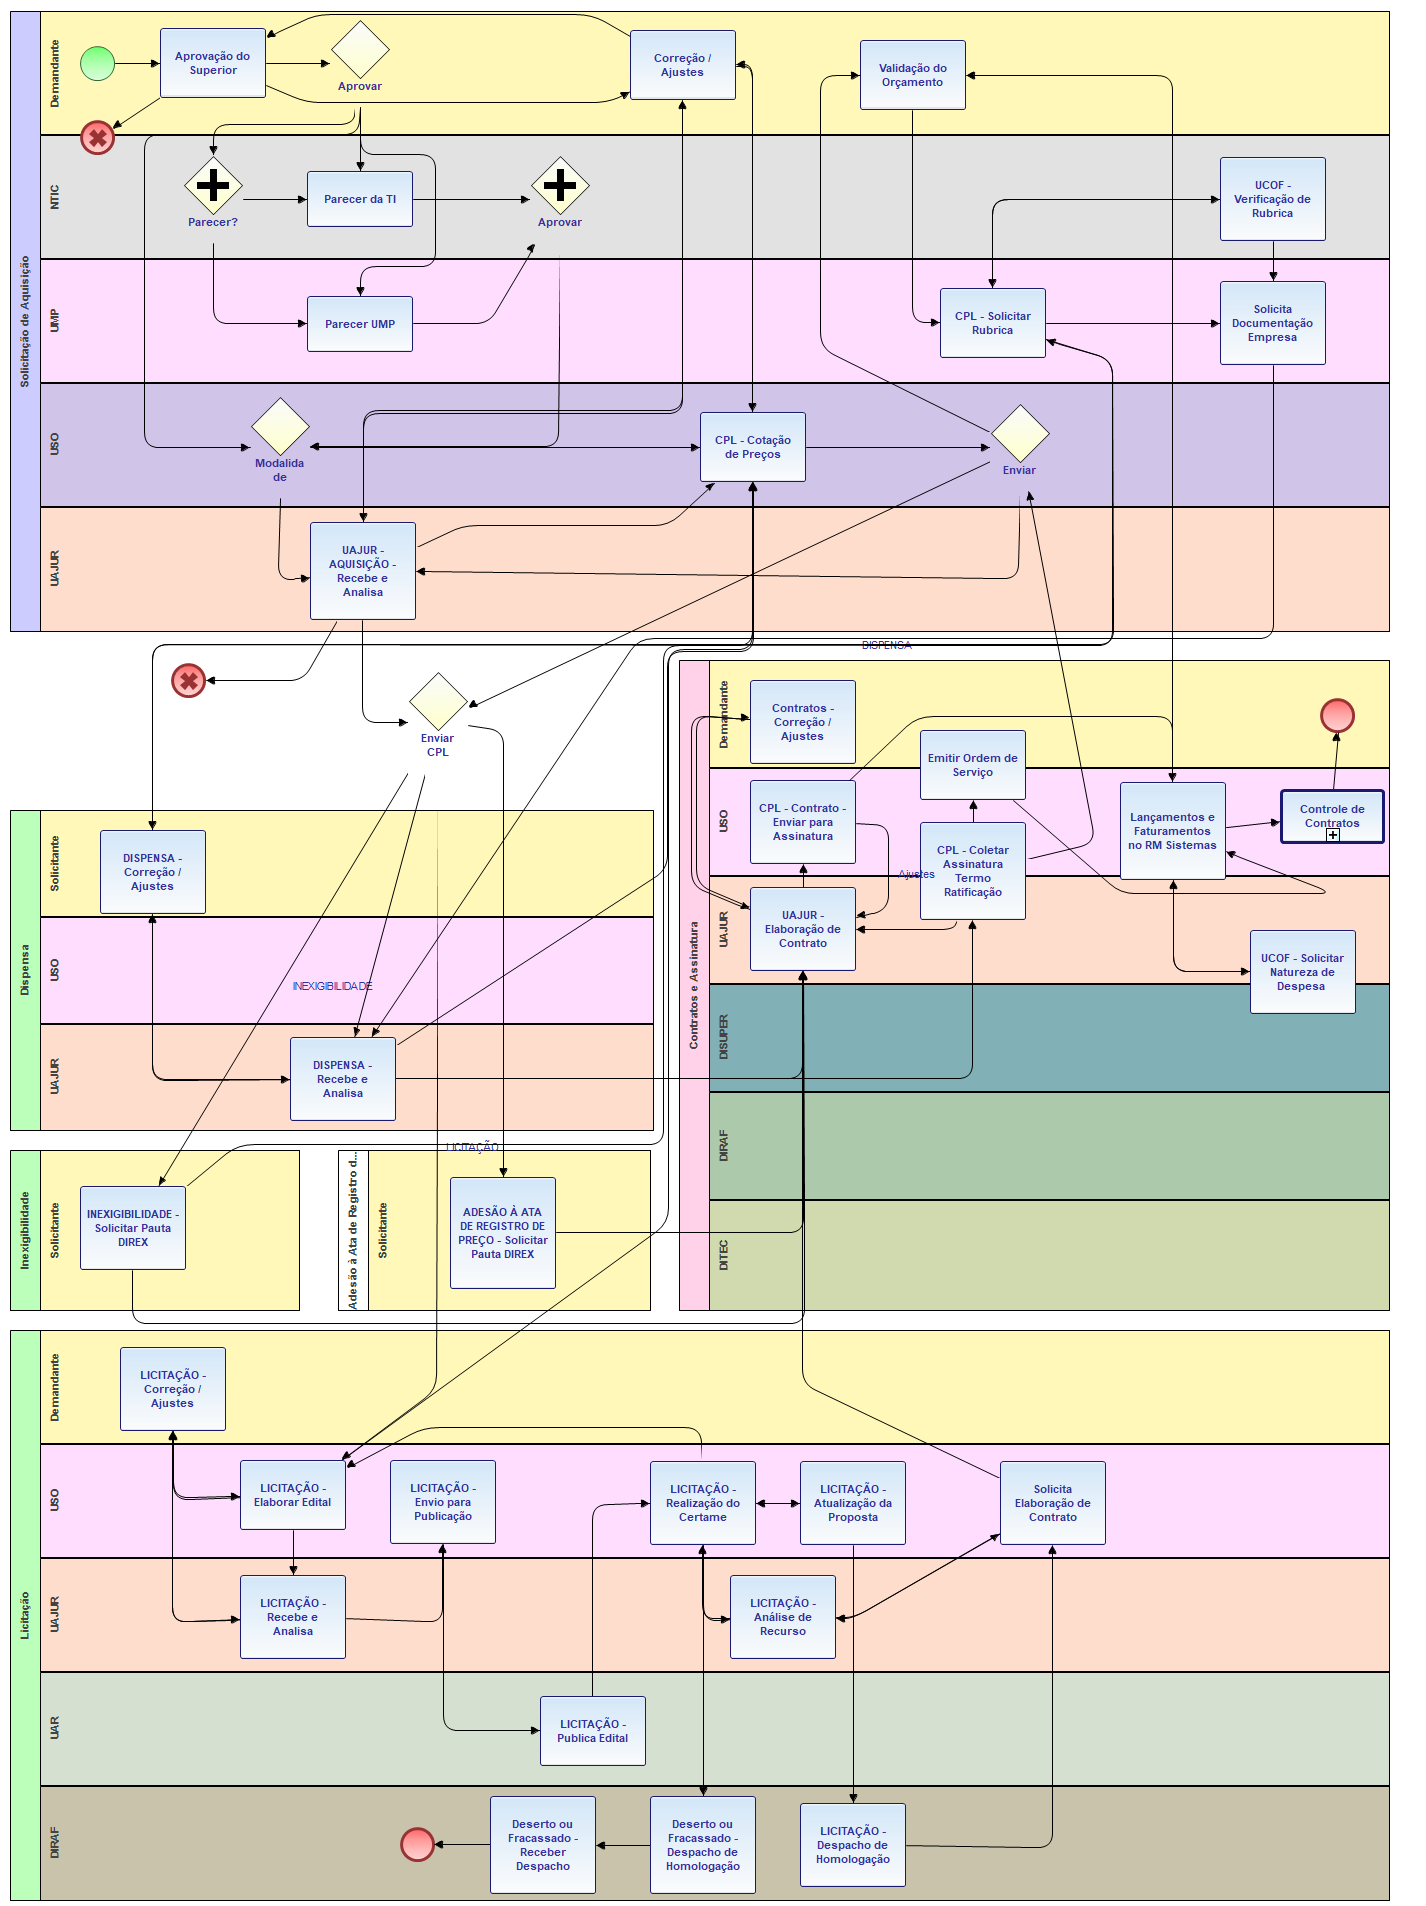 Solicitação de Aquisição
Demandante
Aprovação do
Superior
Aprovar
Correção /
Ajustes
Validação do
Orçamento
NTIC
Parecer?
Parecer da TI
Aprovar
UCOF -
Verificação de
Rubrica
UMP
Parecer UMP
CPL - Solicitar
Rubrica
Solicita
Documentação
Empresa
USO
Modalida
de
CPL - Cotação
de Preços
Enviar
UAJUR
UAJUR -
AQUISIÇÃO -
Recebe e
Analisa
DISPENSA
Enviar
CPL
Contratos e Assinatura
Demandante
Contratos -
Correção /
Ajustes
Emitir Ordem de
Serviço
USO
CPL - Contrato -
Enviar para
Assinatura
CPL - Coletar
Assinatura
Termo
Ratificação
Lançamentos e
Faturamentos
no RM Sistemas
Controle de
Contratos
Ajustes
UAJUR
UAJUR -
Elaboração de
Contrato
UCOF - Solicitar
Natureza de
Despesa
DISUPER
DIRAF
DITEC
Dispensa
Solicitante
DISPENSA -
Correção /
Ajustes
USO
INEXIGIBILIDADE
UAJUR
DISPENSA -
Recebe e
Analisa
LICITAÇÃO
Inexigibilidade
Solicitante
INEXIGIBILIDADE -
Solicitar Pauta
DIREX
Adesão à Ata de Registro d...
Solicitante
ADESÃO À ATA
DE REGISTRO DE
PREÇO - Solicitar
Pauta DIREX
Licitação
Demandante
LICITAÇÃO -
Correção /
Ajustes
USO
LICITAÇÃO -
Elaborar Edital
LICITAÇÃO -
Envio para
Publicação
LICITAÇÃO -
Realização do
Certame
LICITAÇÃO -
Atualização da
Proposta
Solicita
Elaboração de
Contrato
UAJUR
LICITAÇÃO -
Recebe e
Analisa
LICITAÇÃO -
Análise de
Recurso
UAR
LICITAÇÃO -
Publica Edital
DIRAF
Deserto ou
Fracassado -
Receber
Despacho
Deserto ou
Fracassado -
Despacho de
Homologação
LICITAÇÃO -
Despacho de
Homologação